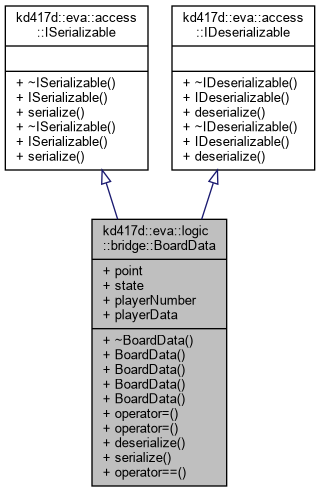 kd417d::eva::access
::ISerializable
+ ~ISerializable()
+ ISerializable()
+ serialize()
+ ~ISerializable()
+ ISerializable()
+ serialize()
kd417d::eva::access
::IDeserializable
+ ~IDeserializable()
+ IDeserializable()
+ deserialize()
+ ~IDeserializable()
+ IDeserializable()
+ deserialize()
kd417d::eva::logic
::bridge::BoardData
+ point
+ state
+ playerNumber
+ playerData
+ ~BoardData()
+ BoardData()
+ BoardData()
+ BoardData()
+ BoardData()
+ operator=()
+ operator=()
+ deserialize()
+ serialize()
+ operator==()